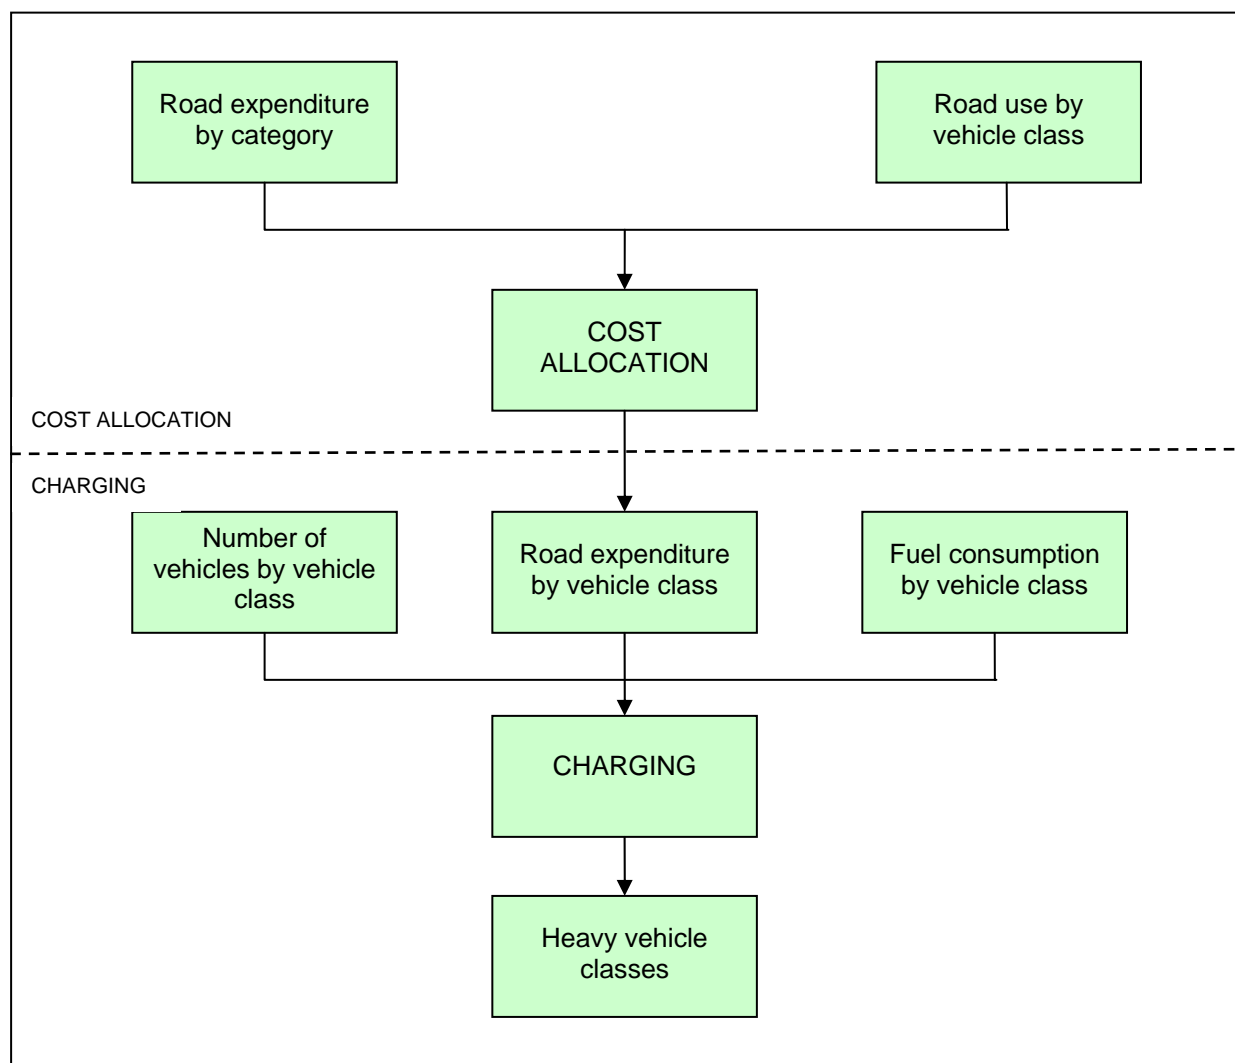 Road expenditure
by category
Road use by
vehicle class
COST
ALLOCATION
COST ALLOCATION
CHARGING
Number of
vehicles by vehicle
class
Road expenditure
by vehicle class
Fuel consumption
by vehicle class
CHARGING
Heavy vehicle
classes